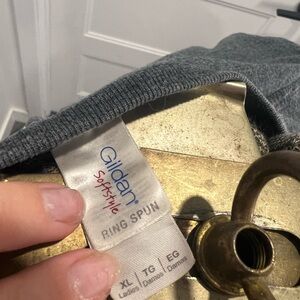 Gildan®
Softstyle
RING SPUN
XL | TG | EG
Ladies | Dames | Damas